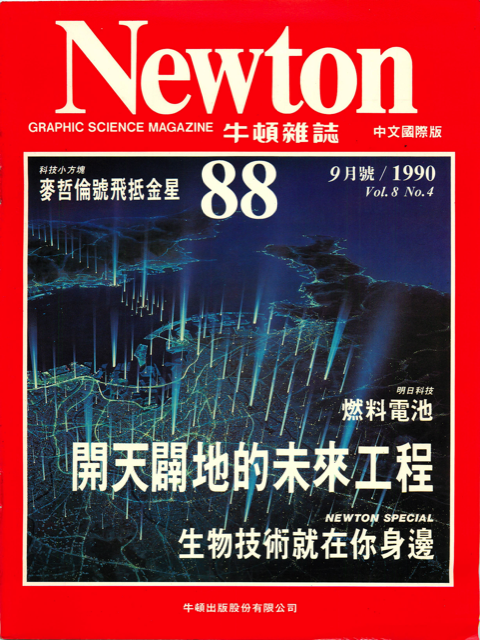 Newton
GRAPHIC SCIENCE MAGAZINE 牛頓雜誌 中文國際版
科技小方塊
麥哲倫號飛抵金星
88
9月號 / 1990
Vol. 8 No. 4
明日科技
燃料電池
開天闢地的未來工程
NEWTON SPECIAL
生物技術就在你身邊
牛頓出版股份有限公司